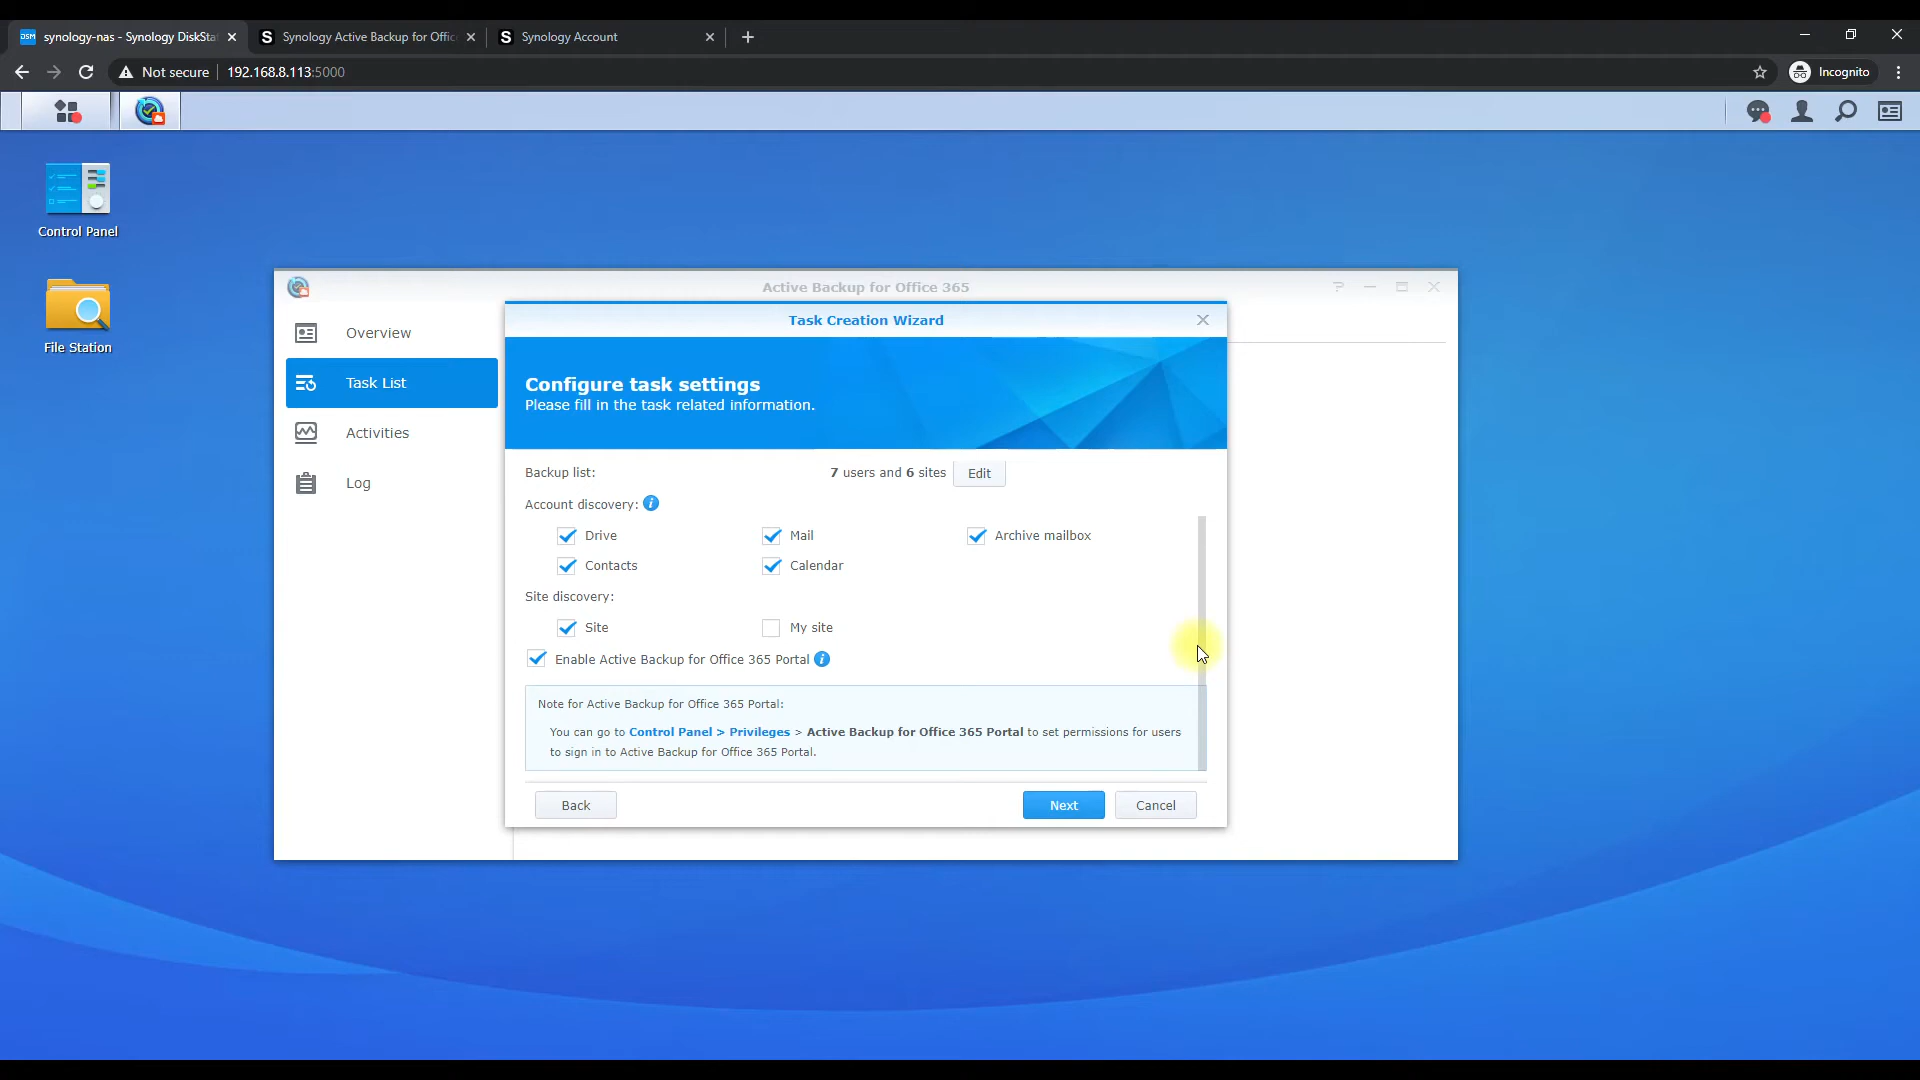 DSM synology-nas - Synology DiskSta
S Synology Active Backup for Offic
S Synology Account
Not secure 192.168.8.113:5000
Incognito
Control Panel
File Station
Active Backup for Office 365
Overview
Task List
Activities
Log
Task Creation Wizard
Configure task settings
Please fill in the task related information.
Backup list: 7 users and 6 sites Edit
Account discovery:
Drive Mail Archive mailbox
Contacts Calendar
Site discovery:
Site My site
Enable Active Backup for Office 365 Portal
Note for Active Backup for Office 365 Portal:
You can go to Control Panel > Privileges > Active Backup for Office 365 Portal to set permissions for users
to sign in to Active Backup for Office 365 Portal.
Back Next Cancel